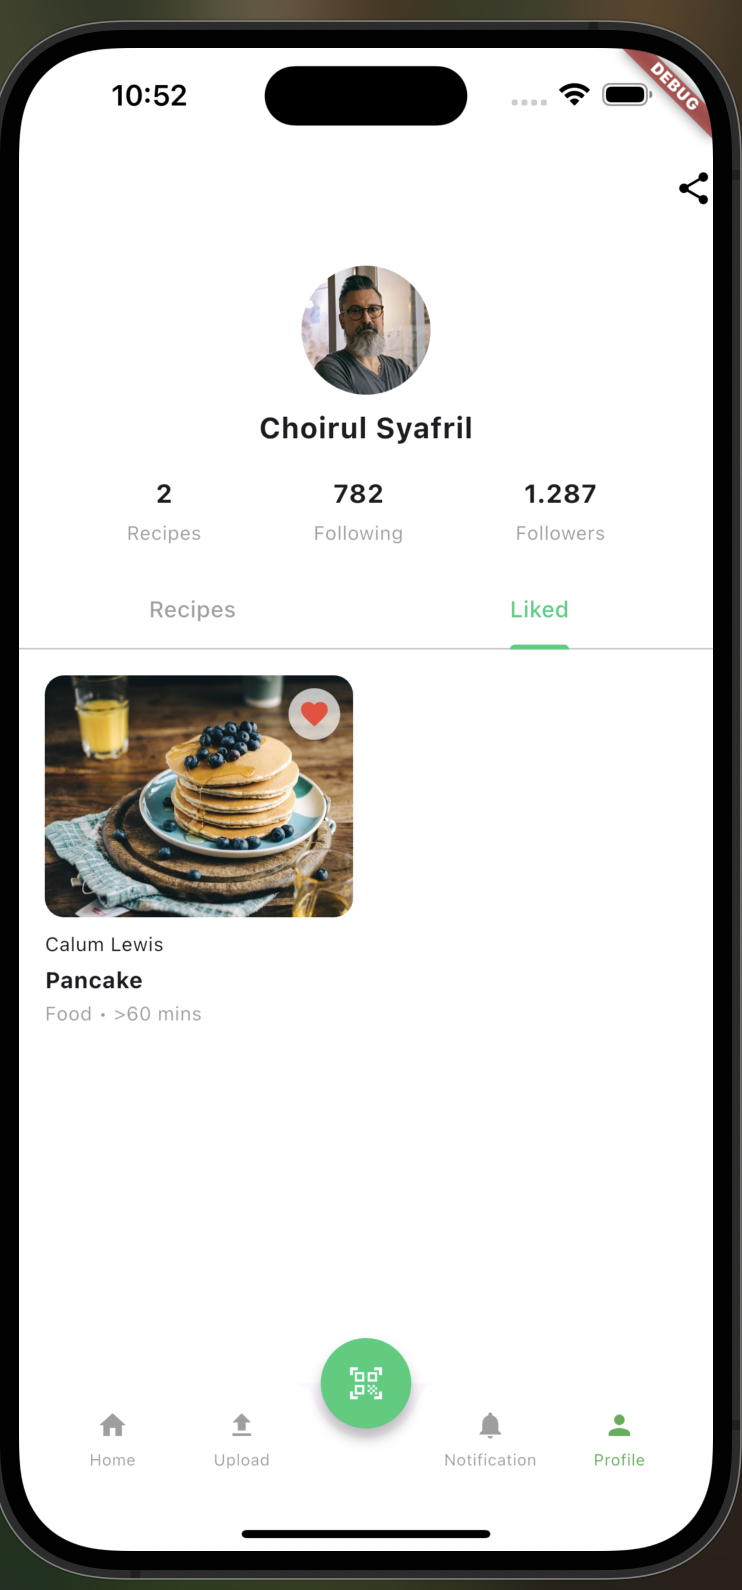 10:52
DEBUG
Choirul Syafril
2 782 1.287
Recipes Following Followers
Recipes Liked
Calum Lewis
Pancake
Food • >60 mins
Home Upload Notification Profile